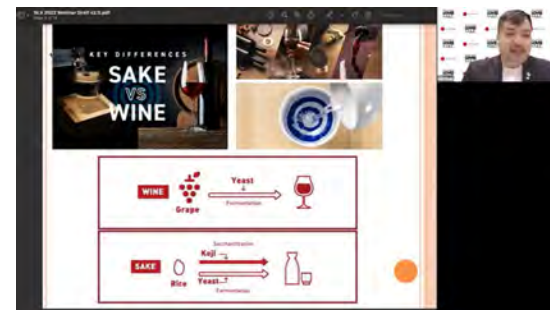 KEY DIFFERENCES
SAKE
VS
WINE
WINE
Grape
Yeast
Fermentation
SAKE
Rice
Saccharification
Koji
Yeast
Fermentation